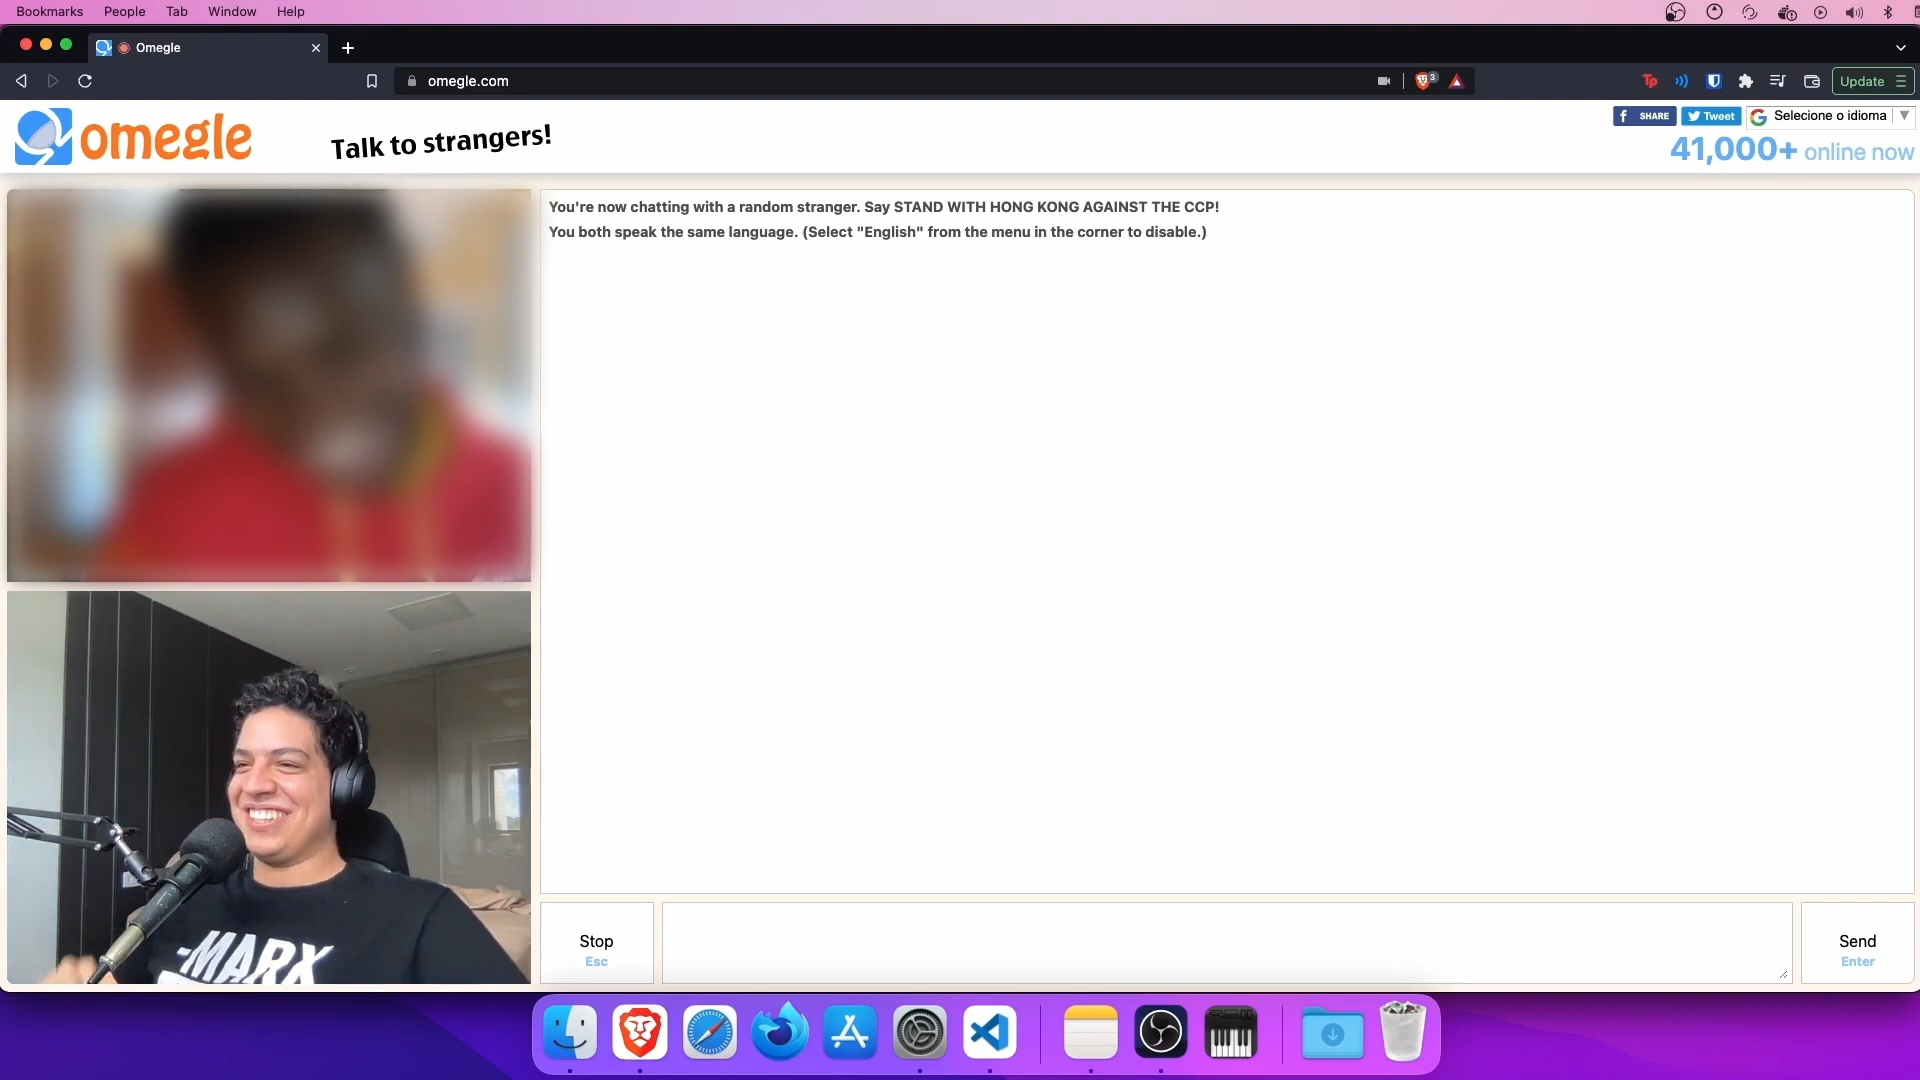 Bookmarks People Tab Window Help
Omegle
omegle.com
3
Update
omegle
Talk to strangers!
SHARE
Tweet
Selecione o idioma
41,000+ online now
You're now chatting with a random stranger. Say STAND WITH HONG KONG AGAINST THE CCP!
You both speak the same language. (Select "English" from the menu in the corner to disable.)
-MARX
Stop
Esc
Send
Enter